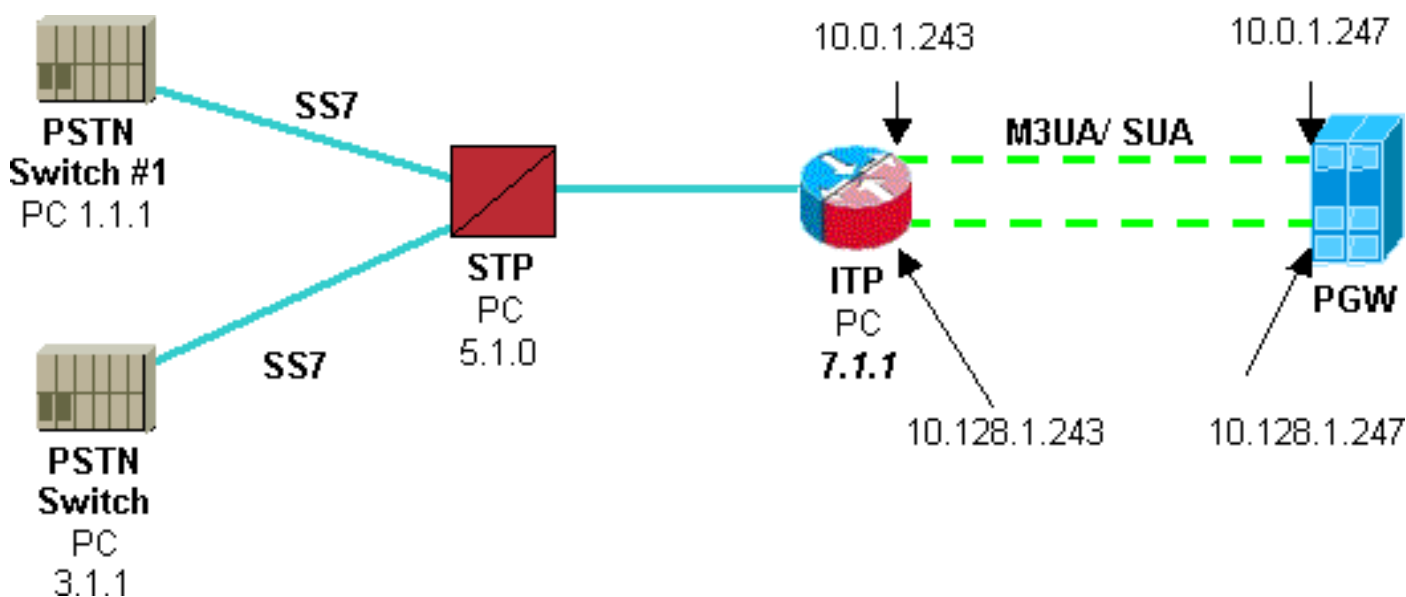 10.0.1.243
10.0.1.247
SS7
M3UA/ SUA
PSTN
Switch #1
PC 1.1.1
STP
PC
5.1.0
ITP
PC
7.1.1
PGW
SS7
10.128.1.243
10.128.1.247
PSTN
Switch
PC
3.1.1